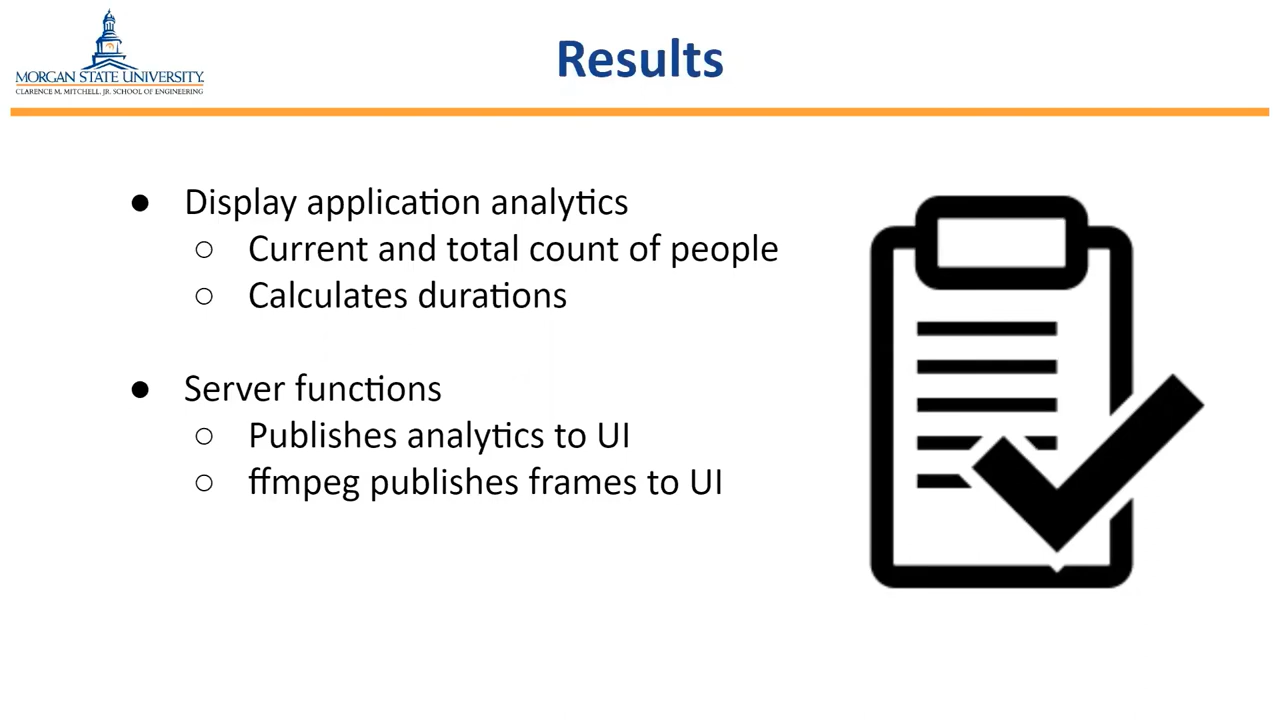 MORGAN STATE UNIVERSITY.
CLARENCE M. MITCHELL, JR. SCHOOL OF ENGINEERING
Results
● Display application analytics
○ Current and total count of people
○ Calculates durations
● Server functions
○ Publishes analytics to UI
○ ffmpeg publishes frames to UI